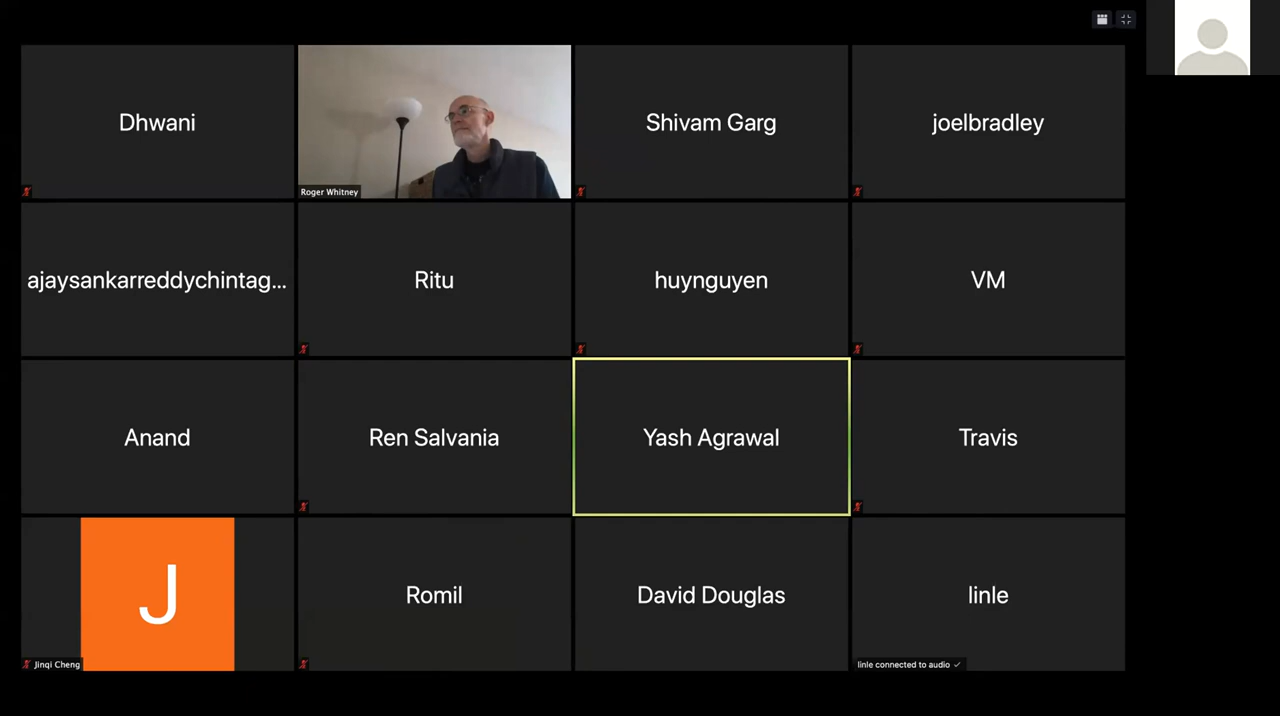 Dhwani
Roger Whitney
Shivam Garg
joelbradley
ajaysankarreddychintag...
Ritu
huynguyen
VM
Anand
Ren Salvania
Yash Agrawal
Travis
J
Jinqi Cheng
Romil
David Douglas
linle
linle connected to audio